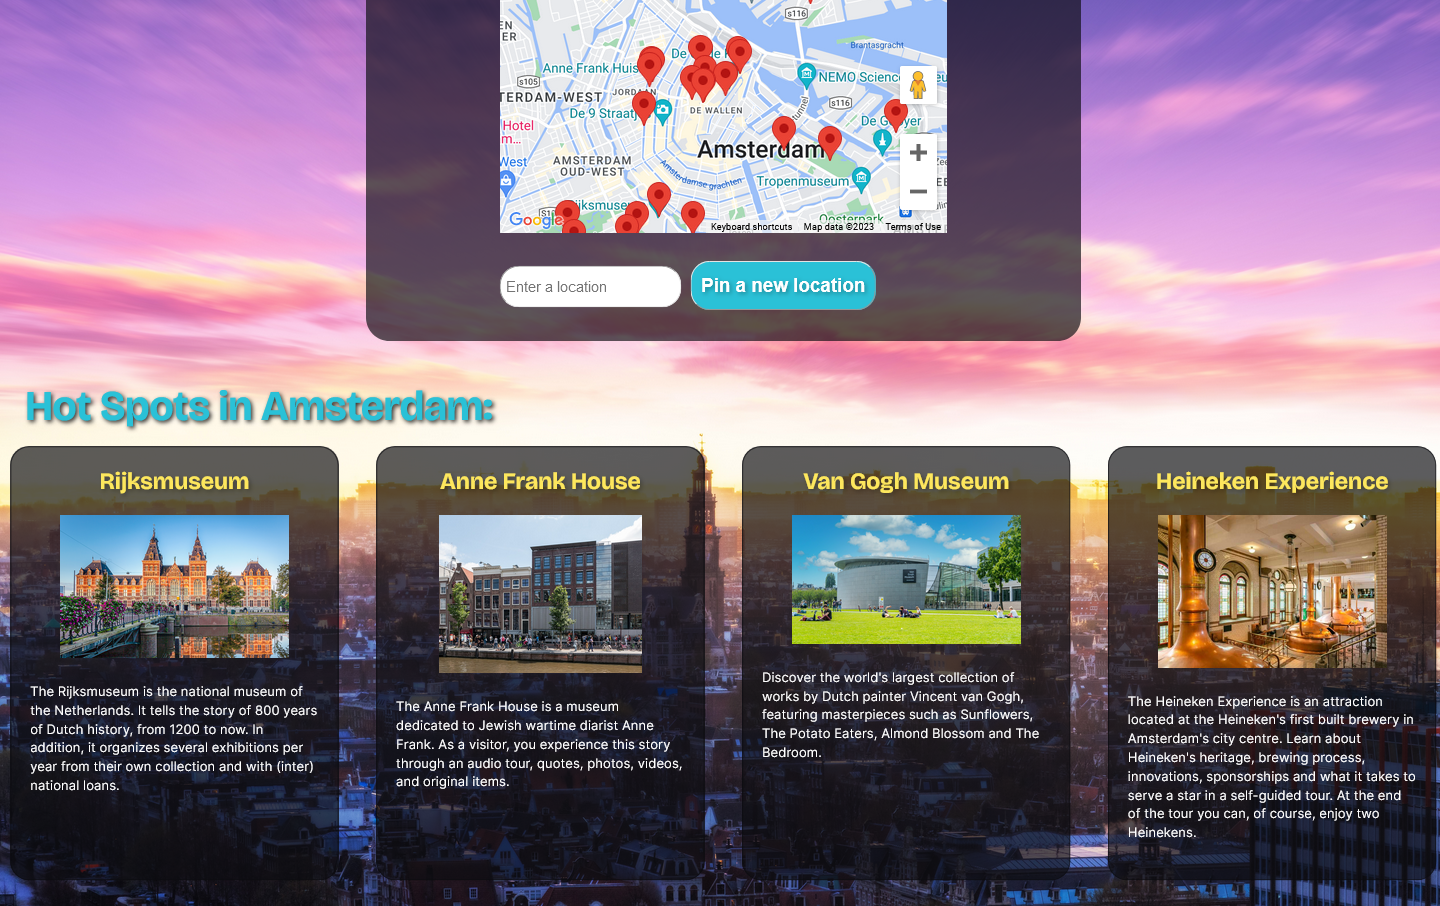 s116
Brantasgracht
De
Anne Frank Huis
NEMO Science
s105
JORDAAN
TERDAM-WEST
s116
De 9 Straatj
DE WALLEN
tunnel
De G
yer
Hotel
m...
Amsterdam
West
AMSTERDAM
OUD-WEST
Amsterdamse grachten
Tropenmuseum
ijksmuseu
Oosterpark
Google
Keyboard shortcuts
Map data ©2023
Terms of Use
Enter a location
Pin a new location
Hot Spots in Amsterdam:
Rijksmuseum
The Rijksmuseum is the national museum of
the Netherlands. It tells the story of 800 years
of Dutch history, from 1200 to now. In
addition, it organizes several exhibitions per
year from their own collection and with (inter)
national loans.
Anne Frank House
The Anne Frank House is a museum
dedicated to Jewish wartime diarist Anne
Frank. As a visitor, you experience this story
through an audio tour, quotes, photos, videos,
and original items.
Van Gogh Museum
Discover the world's largest collection of
works by Dutch painter Vincent van Gogh,
featuring masterpieces such as Sunflowers,
The Potato Eaters, Almond Blossom and The
Bedroom.
Heineken Experience
The Heineken Experience is an attraction
located at the Heineken's first built brewery in
Amsterdam's city centre. Learn about
Heineken's heritage, brewing process,
innovations, sponsorships and what it takes to
serve a star in a self-guided tour. At the end
of the tour you can, of course, enjoy two
Heinekens.